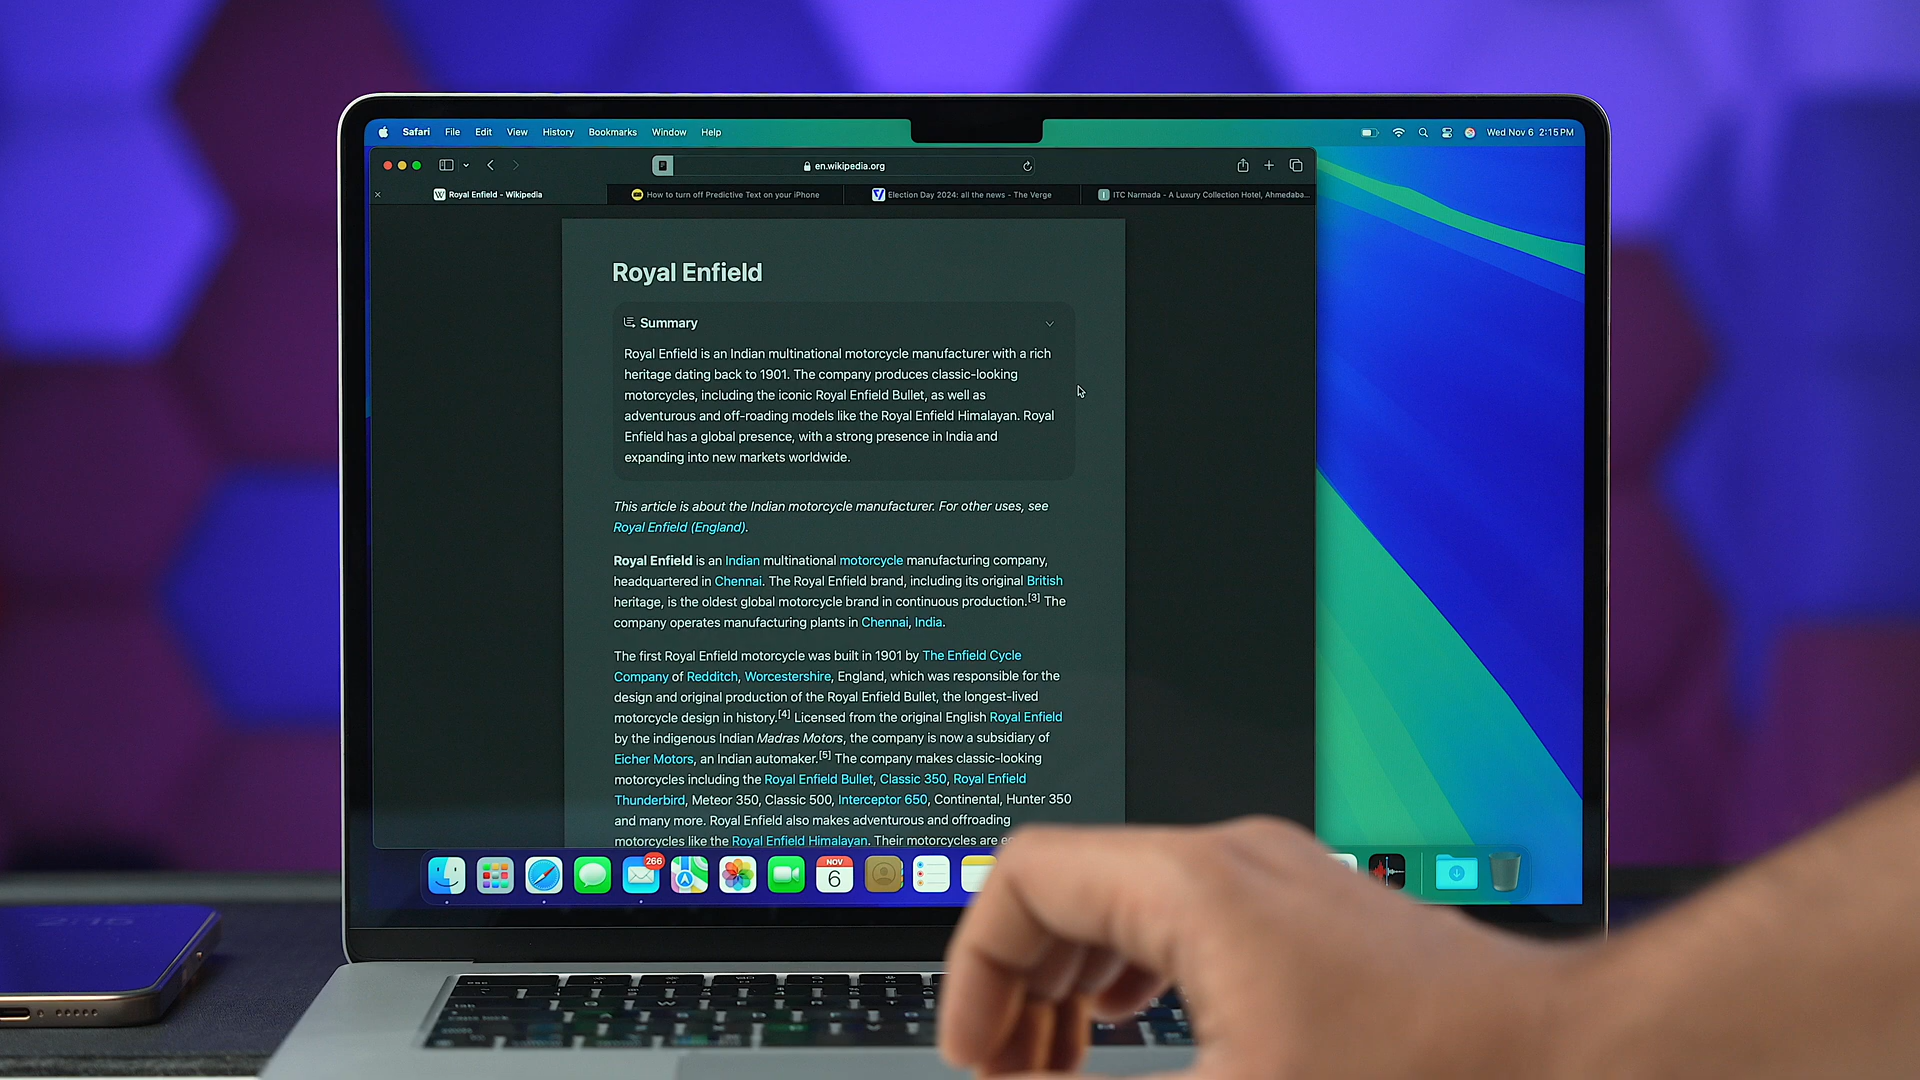 Safari File Edit View History Bookmarks Window Help
Wed Nov 6 2:15 PM
en.wikipedia.org
Royal Enfield - Wikipedia
How to turn off Predictive Text on your iPhone
Election Day 2024: all the news - The Verge
ITC Narmada - A Luxury Collection Hotel, Ahmedaba...
Royal Enfield
Summary
Royal Enfield is an Indian multinational motorcycle manufacturer with a rich
heritage dating back to 1901. The company produces classic-looking
motorcycles, including the iconic Royal Enfield Bullet, as well as
adventurous and off-roading models like the Royal Enfield Himalayan. Royal
Enfield has a global presence, with a strong presence in India and
expanding into new markets worldwide.
This article is about the Indian motorcycle manufacturer. For other uses, see
Royal Enfield (England).
Royal Enfield is an Indian multinational motorcycle manufacturing company,
headquartered in Chennai. The Royal Enfield brand, including its original British
heritage, is the oldest global motorcycle brand in continuous production.[3] The
company operates manufacturing plants in Chennai, India.
The first Royal Enfield motorcycle was built in 1901 by The Enfield Cycle
Company of Redditch, Worcestershire, England, which was responsible for the
design and original production of the Royal Enfield Bullet, the longest-lived
motorcycle design in history.[4] Licensed from the original English Royal Enfield
by the indigenous Indian Madras Motors, the company is now a subsidiary of
Eicher Motors, an Indian automaker.[5] The company makes classic-looking
motorcycles including the Royal Enfield Bullet, Classic 350, Royal Enfield
Thunderbird, Meteor 350, Classic 500, Interceptor 650, Continental, Hunter 350
and many more. Royal Enfield also makes adventurous and offroading
motorcycles like the Royal Enfield Himalayan. Their motorcycles are
266
NOV
6
2:15